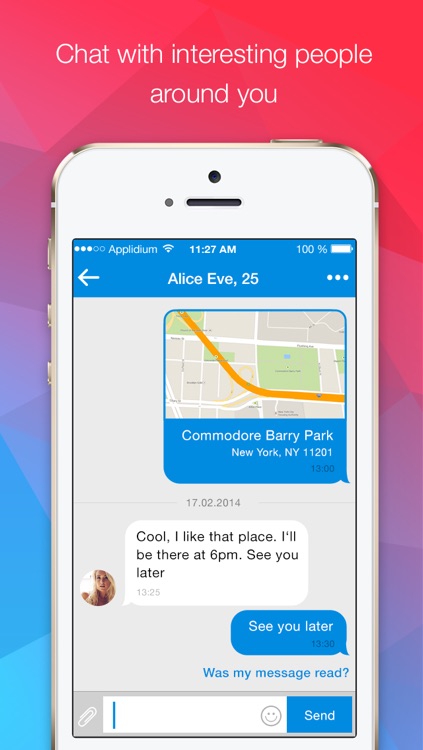 Chat with interesting people
around you
Applidium
11:27 AM
100 %
Alice Eve, 25
Commodore Barry Park
New York, NY 11201
13:00
17.02.2014
Cool, I like that place. I'll
be there at 6pm. See you
later
13:25
See you later
13:30
Was my message read?
Send